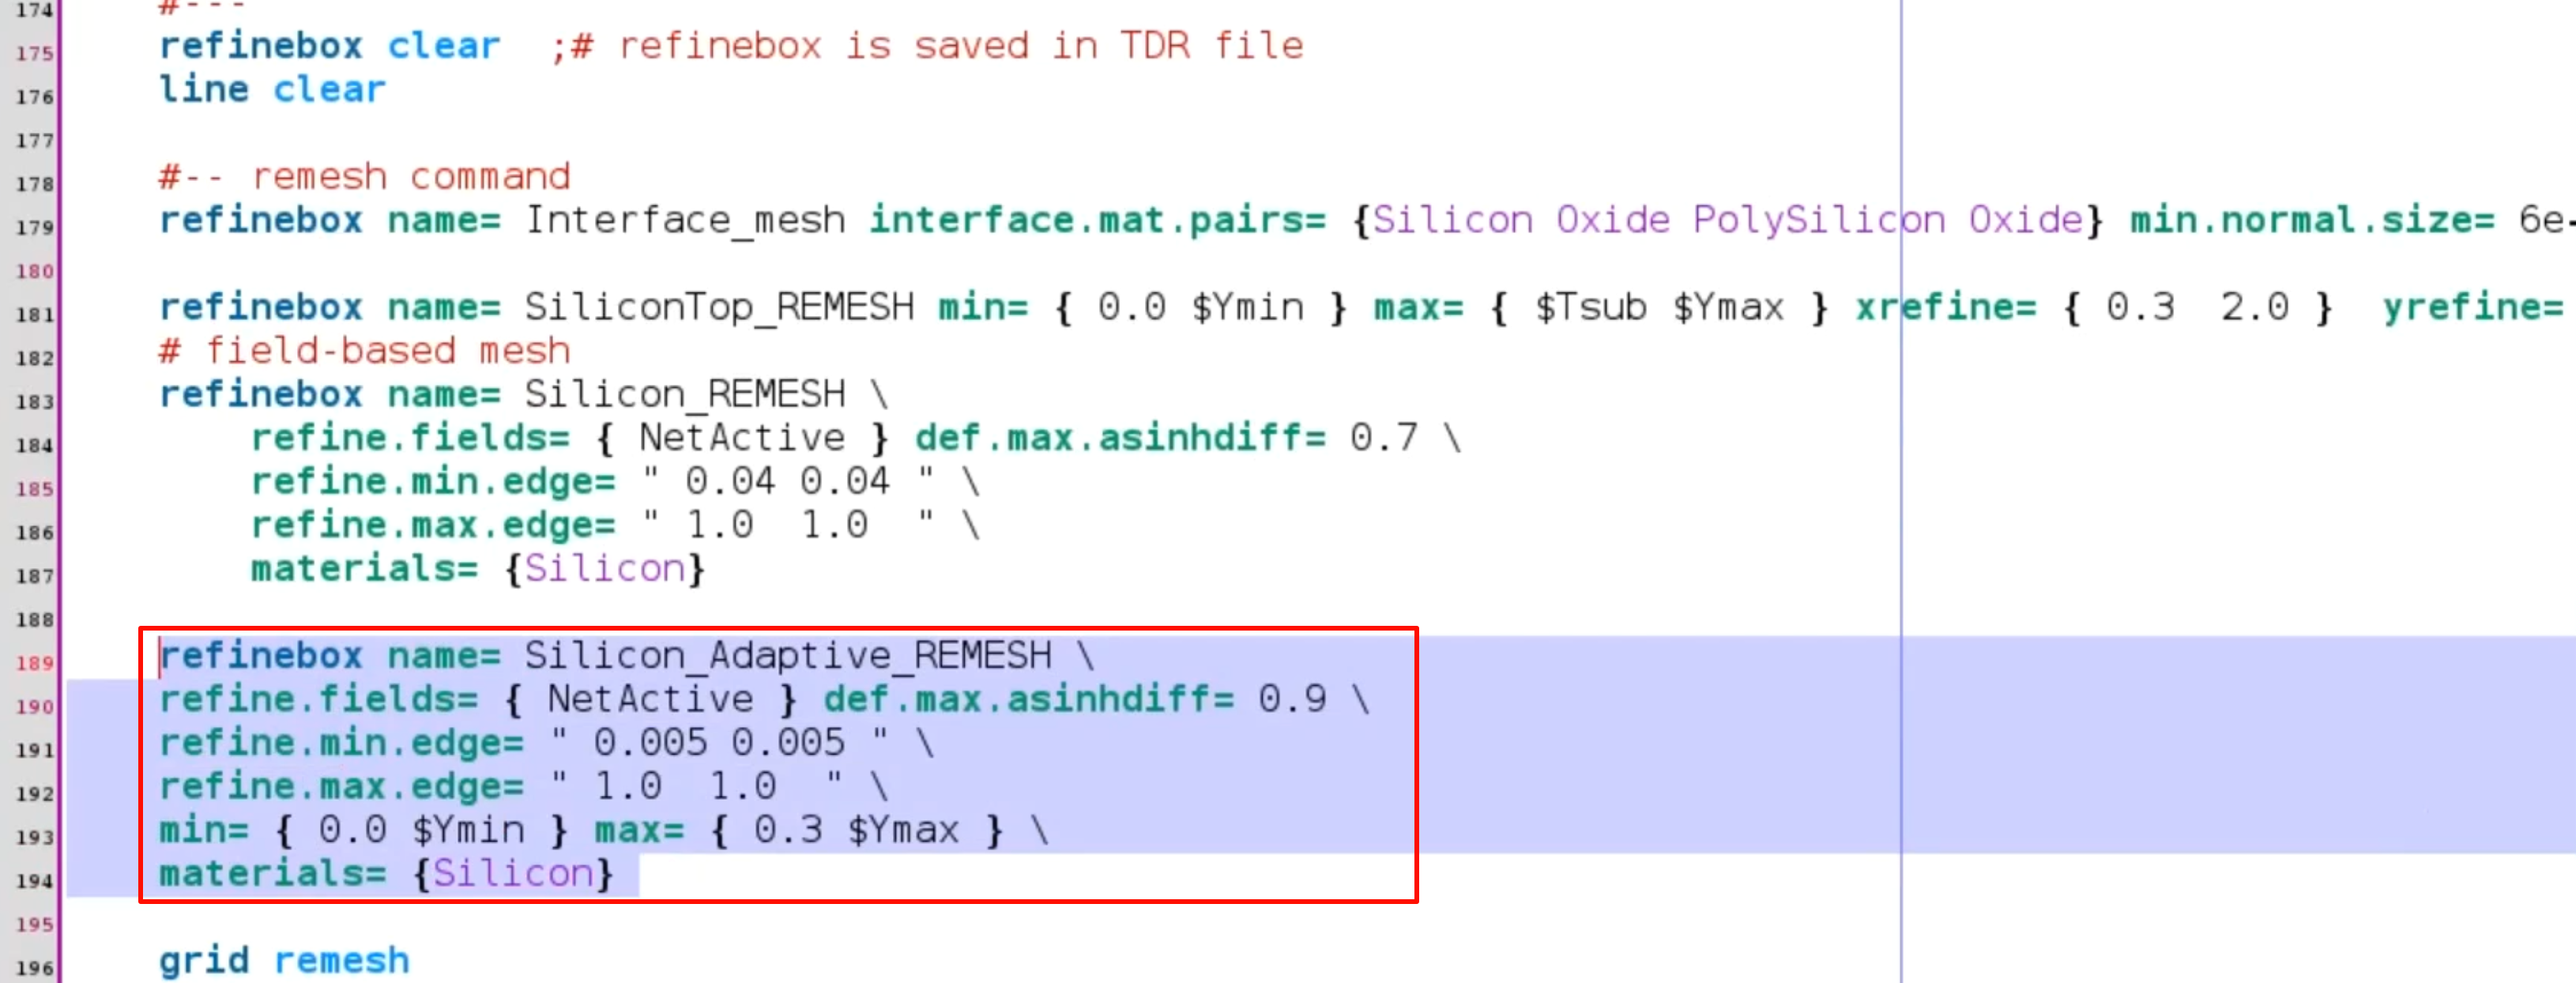 174 #---
175 refinebox clear ;# refinebox is saved in TDR file
176 line clear
177
178 #-- remesh command
179 refinebox name= Interface_mesh interface.mat.pairs= {Silicon Oxide PolySilicon Oxide} min.normal.size= 6e-
180
181 refinebox name= SiliconTop_REMESH min= { 0.0 $Ymin } max= { $Tsub $Ymax } xrefine= { 0.3 2.0 } yrefine=
182 # field-based mesh
183 refinebox name= Silicon_REMESH \
184 refine.fields= { NetActive } def.max.asinhdiff= 0.7 \
185 refine.min.edge= " 0.04 0.04 " \
186 refine.max.edge= " 1.0 1.0 " \
187 materials= {Silicon}
188
189 refinebox name= Silicon_Adaptive_REMESH \
190 refine.fields= { NetActive } def.max.asinhdiff= 0.9 \
191 refine.min.edge= " 0.005 0.005 " \
192 refine.max.edge= " 1.0 1.0 " \
193 min= { 0.0 $Ymin } max= { 0.3 $Ymax } \
194 materials= {Silicon}
195
196 grid remesh